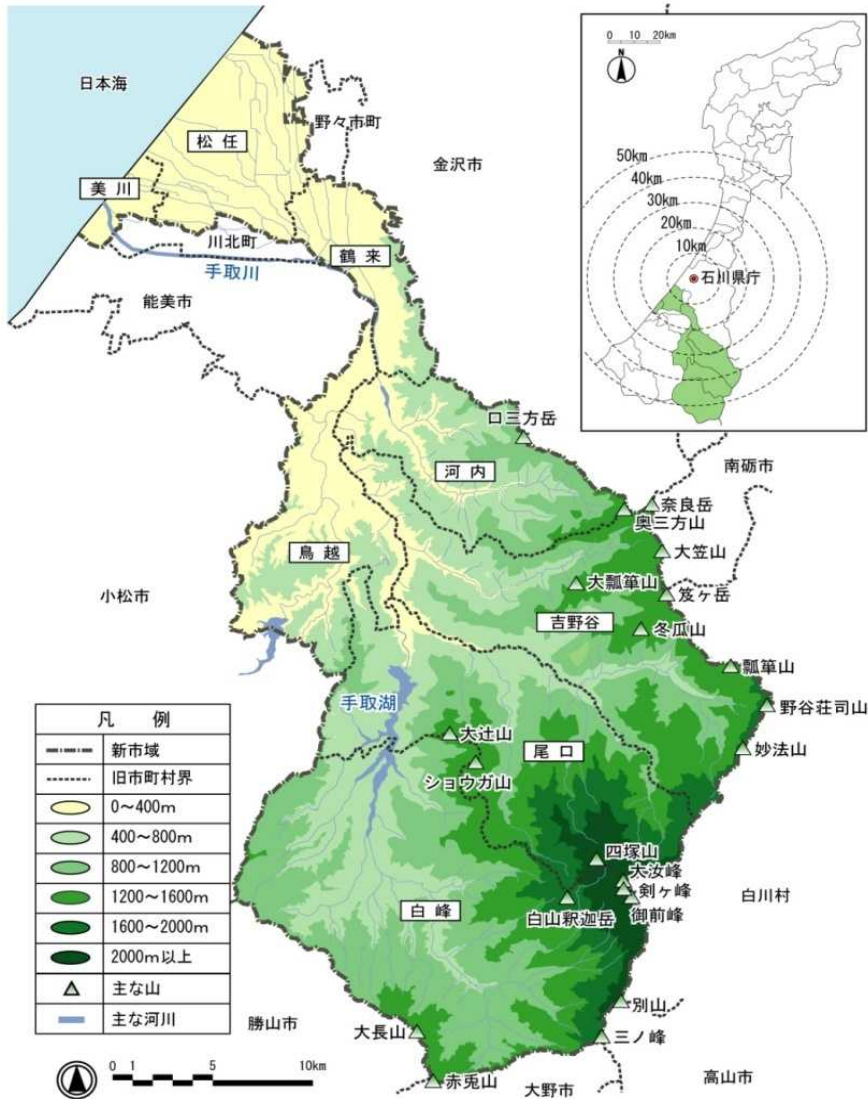 日本海
松任
野々市町
金沢市
美川
川北町
鶴来
手取川
能美市
0 5 10 20km
N
50km
40km
30km
20km
10km
石川県庁
口三方岳
南砺市
河内
奈良岳
奥三方山
鳥越
大笠山
小松市
大瓢箪山
笈ヶ岳
吉野谷
冬瓜山
瓢箪山
手取湖
野谷荘司山
大辻山
尾口
妙法山
ショウガ山
四塚山
大汝峰
剣ヶ峰
白川村
白峰
白山釈迦岳
御前峰
別山
勝山市
大長山
三ノ峰
赤兎山
大野市
高山市
凡 例
新市域
旧市町村界
0～400m
400～800m
800～1200m
1200～1600m
1600～2000m
2000m以上
主な山
主な河川
0 1 5 10km